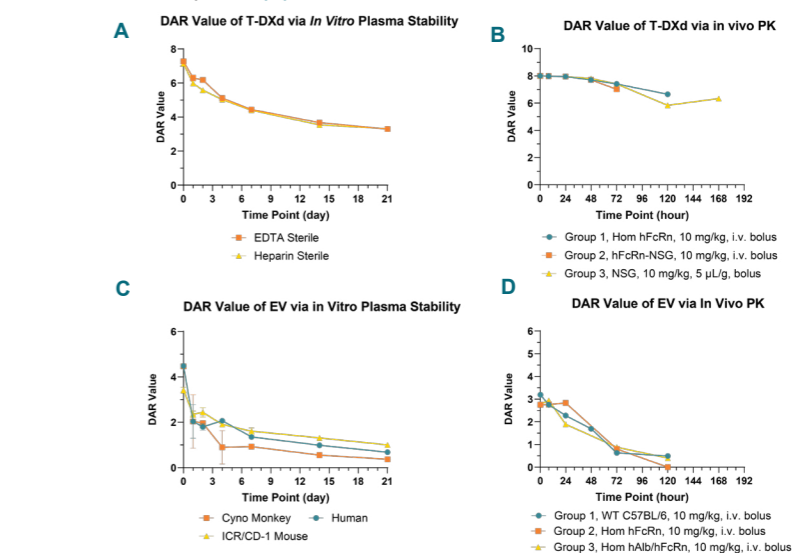 A
DAR Value of T-DXd via In Vitro Plasma Stability
DAR Value
8
6
4
2
0
0 3 6 9 12 15 18 21
Time Point (day)
EDTA Sterile
Heparin Sterile
B
DAR Value of T-DXd via in vivo PK
DAR Value
10
8
6
4
2
0
0 24 48 72 96 120 144 168 192
Time Point (hour)
Group 1, Hom hFcRn, 10 mg/kg, i.v. bolus
Group 2, hFcRn-NSG, 10 mg/kg, i.v. bolus
Group 3, NSG, 10 mg/kg, 5 μL/g, bolus
C
DAR Value of EV via in Vitro Plasma Stability
DAR Value
6
4
2
0
0 3 6 9 12 15 18 21
Time Point (day)
Cyno Monkey Human
ICR/CD-1 Mouse
D
DAR Value of EV via In Vivo PK
DAR Value
6
5
4
3
2
1
0
0 24 48 72 96 120 144 168 192
Time Point (hour)
Group 1, WT C57BL/6, 10 mg/kg, i.v. bolus
Group 2, Hom hFcRn, 10 mg/kg, i.v. bolus
Group 3, Hom hAlb/hFcRn, 10 mg/kg, i.v. bolus